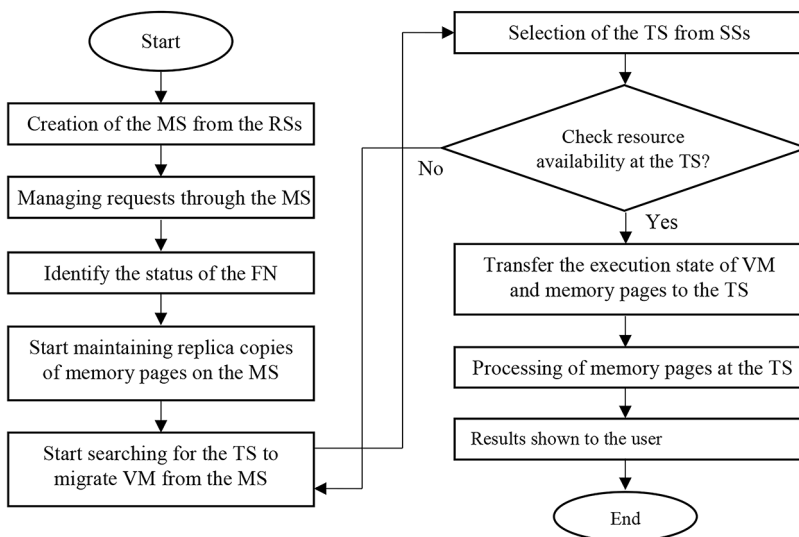 Start
Creation of the MS from the RSs
Managing requests through the MS
Identify the status of the FN
Start maintaining replica copies
of memory pages on the MS
Start searching for the TS to
migrate VM from the MS
Selection of the TS from SSs
Check resource
availability at the TS?
No
Yes
Transfer the execution state of VM
and memory pages to the TS
Processing of memory pages at the TS
Results shown to the user
End